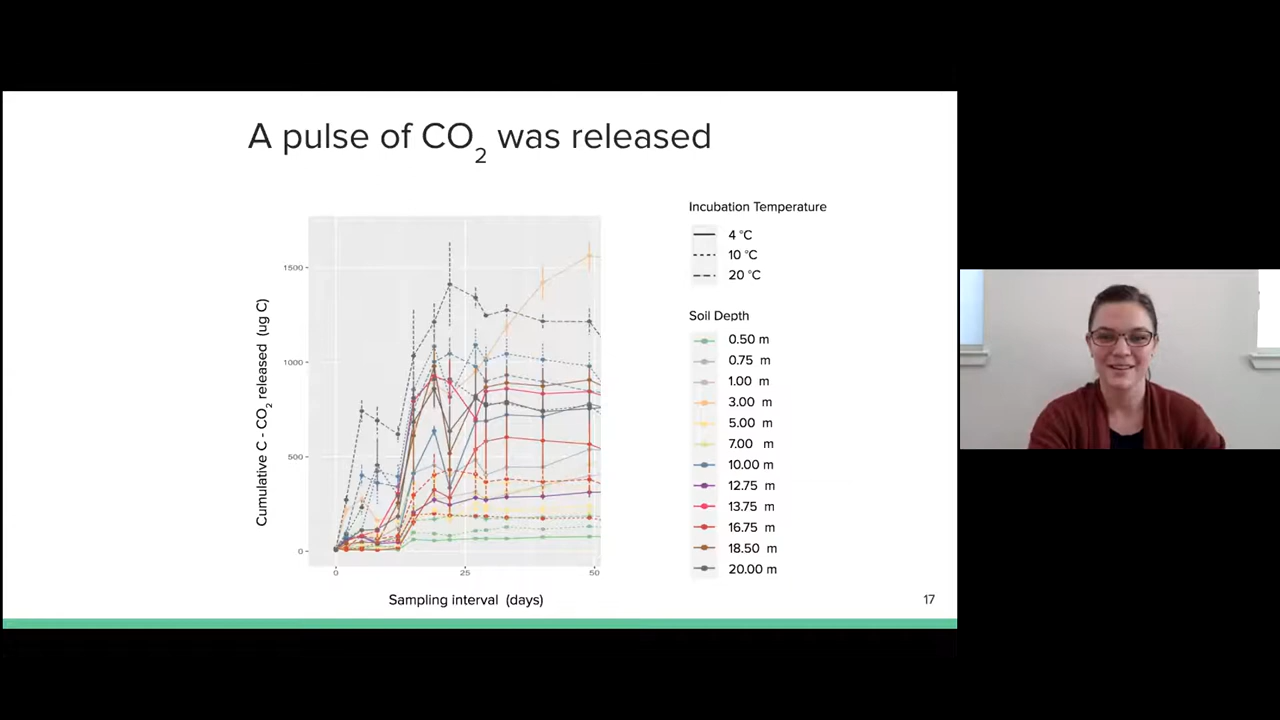 A pulse of CO2 was released
Incubation Temperature
4 °C
10 °C
20 °C
Soil Depth
0.50 m
0.75 m
1.00 m
3.00 m
5.00 m
7.00 m
10.00 m
12.75 m
13.75 m
16.75 m
18.50 m
20.00 m
Cumulative C - CO2 released (ug C)
1500
1000
500
0
0 25 50
Sampling interval (days)
17